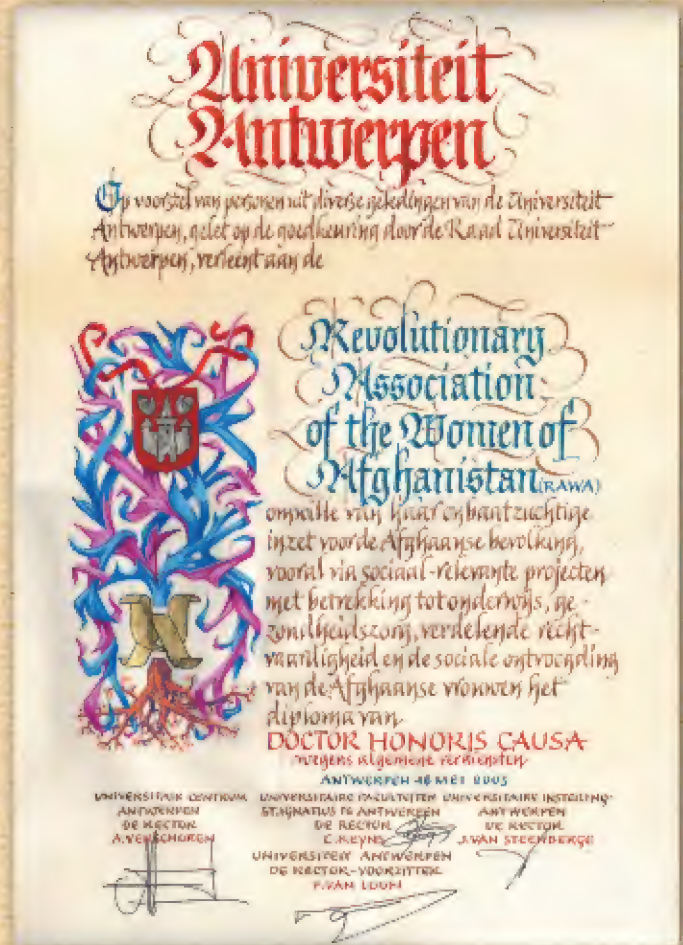 Universiteit
Antwerpen
Op voorstel van personen uit diverse geledingen van de Universiteit
Antwerpen, gelet op de goedkeuring door de Raad Universiteit
Antwerpen, verleent aan de
Revolutionary
Association
of the Women of
Afghanistan (RAWA)
omwille van haar onbaatzuchtige
inzet voor de Afghaanse bevolking,
vooral via sociaal-relevante projecten
met betrekking tot onderwijs, ge-
zondheidszorg, verdelende recht-
vaardigheid en de sociale ontvoogding
van de Afghaanse vrouwen het
diploma van
DOCTOR HONORIS CAUSA
wegens algemene verdiensten
ANTWERPEN 16 MEI 2003
UNIVERSITAIR CENTRUM UNIVERSITAIRE FACULTEITEN UNIVERSITAIRE INSTELLING
ANTWERPEN ST. IGNATIUS TE ANTWERPEN ANTWERPEN
DE RECTOR DE RECTOR DE RECTOR
A. VERSCHOREN C. REYNS J. VAN STEENBERGE
UNIVERSITEIT ANTWERPEN
DE RECTOR-VOORZITTER
F. VAN LOON